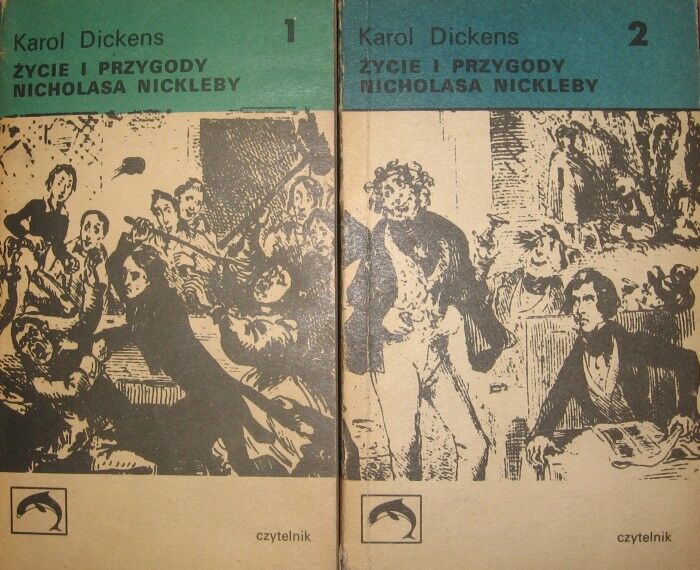 Karol Dickens 1
ŻYCIE I PRZYGODY
NICHOLASA NICKLEBY
czytelnik
Karol Dickens 2
ŻYCIE I PRZYGODY
NICHOLASA NICKLEBY
czytelnik